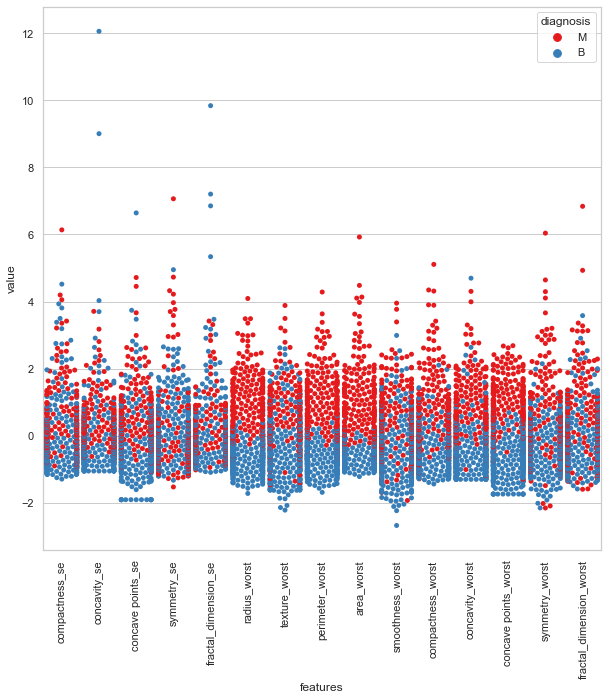 diagnosis
M
B
12
10
8
6
4
2
0
−2
value
compactness_se
concavity_se
concave points_se
symmetry_se
fractal_dimension_se
radius_worst
texture_worst
perimeter_worst
area_worst
smoothness_worst
compactness_worst
concavity_worst
concave points_worst
symmetry_worst
fractal_dimension_worst
features